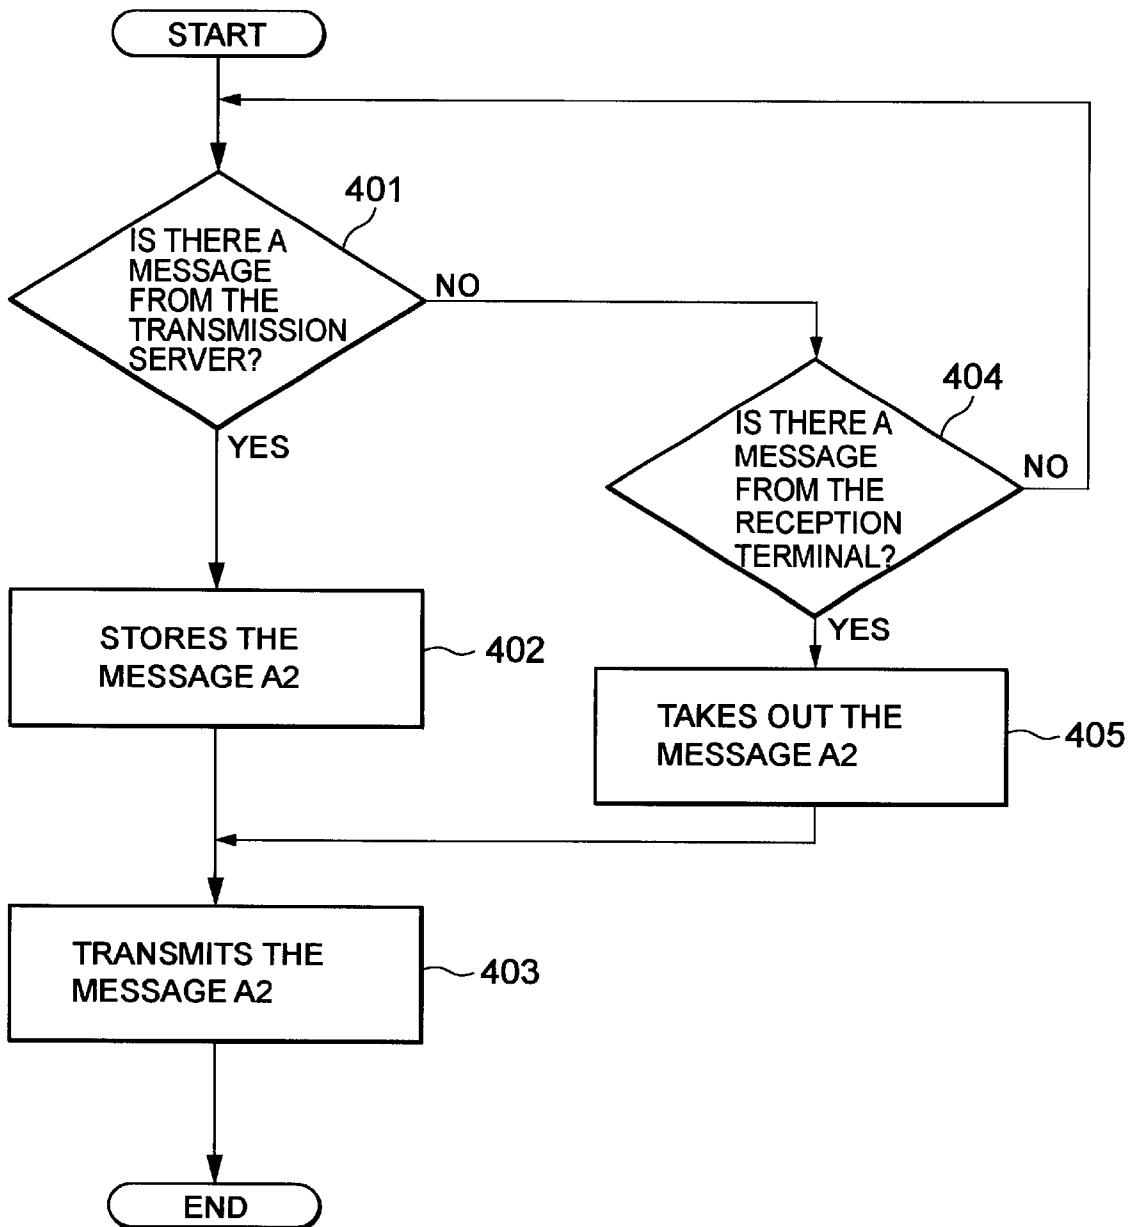 START
401
IS THERE A
MESSAGE
FROM THE
TRANSMISSION
SERVER?
NO
YES
404
IS THERE A
MESSAGE
FROM THE
RECEPTION
TERMINAL?
NO
YES
STORES THE
MESSAGE A2
402
TAKES OUT THE
MESSAGE A2
405
TRANSMITS THE
MESSAGE A2
403
END